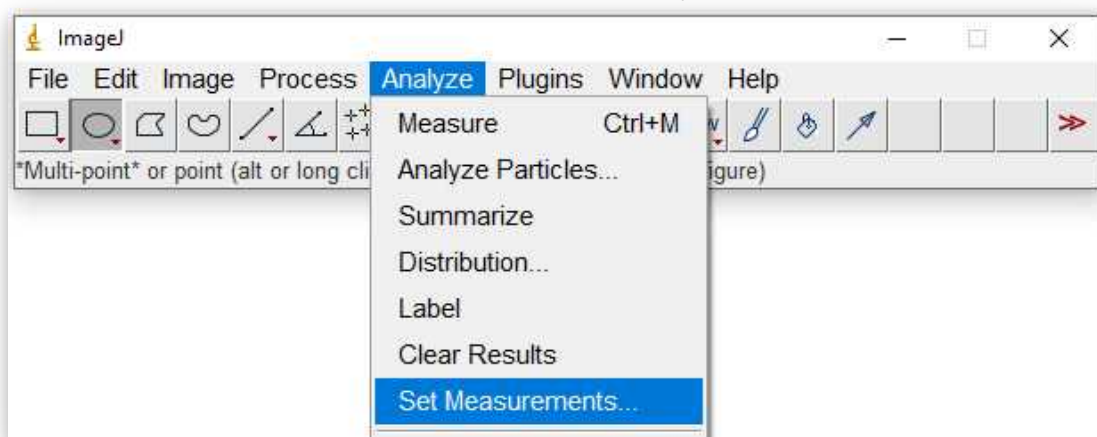 ImageJ
File Edit Image Process Analyze Plugins Window Help
*Multi-point* or point (alt or long cli
Measure Ctrl+M
Analyze Particles...
Summarize
Distribution...
Label
Clear Results
Set Measurements...